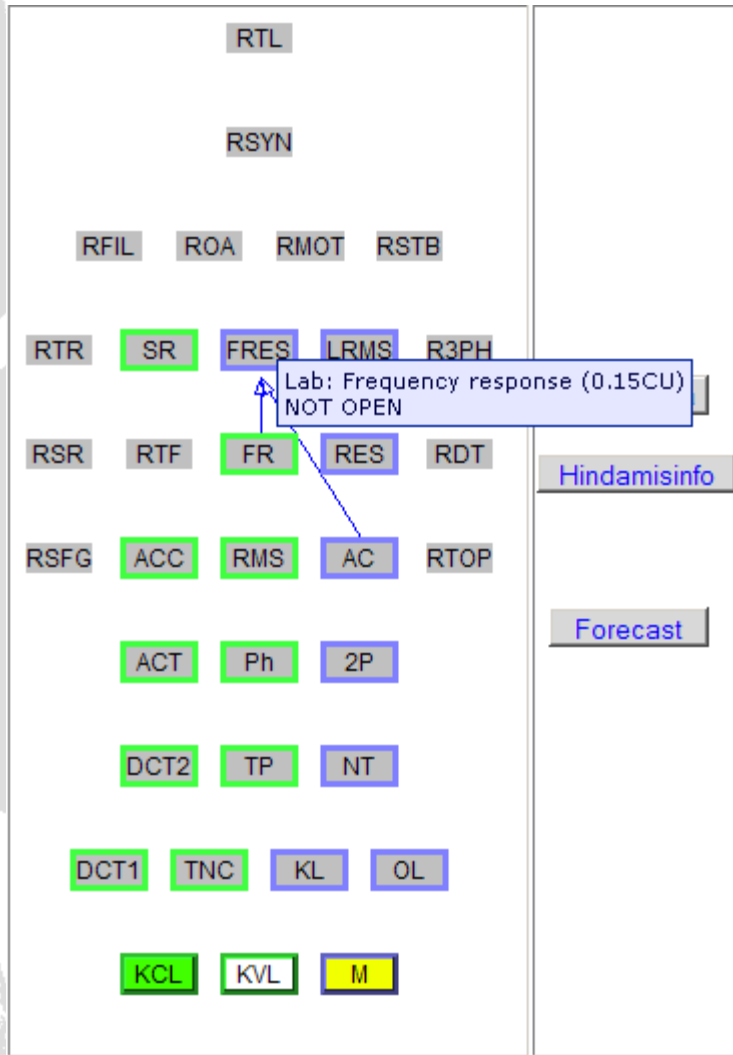 RTL
RSYN
RFIL ROA RMOT RSTB
RTR SR FRES LRMS R3PH
Lab: Frequency response (0.15CU)
NOT OPEN
RSR RTF FR RES RDT
Hindamisinfo
RSFG ACC RMS AC RTOP
Forecast
ACT Ph 2P
DCT2 TP NT
DCT1 TNC KL OL
KCL KVL M